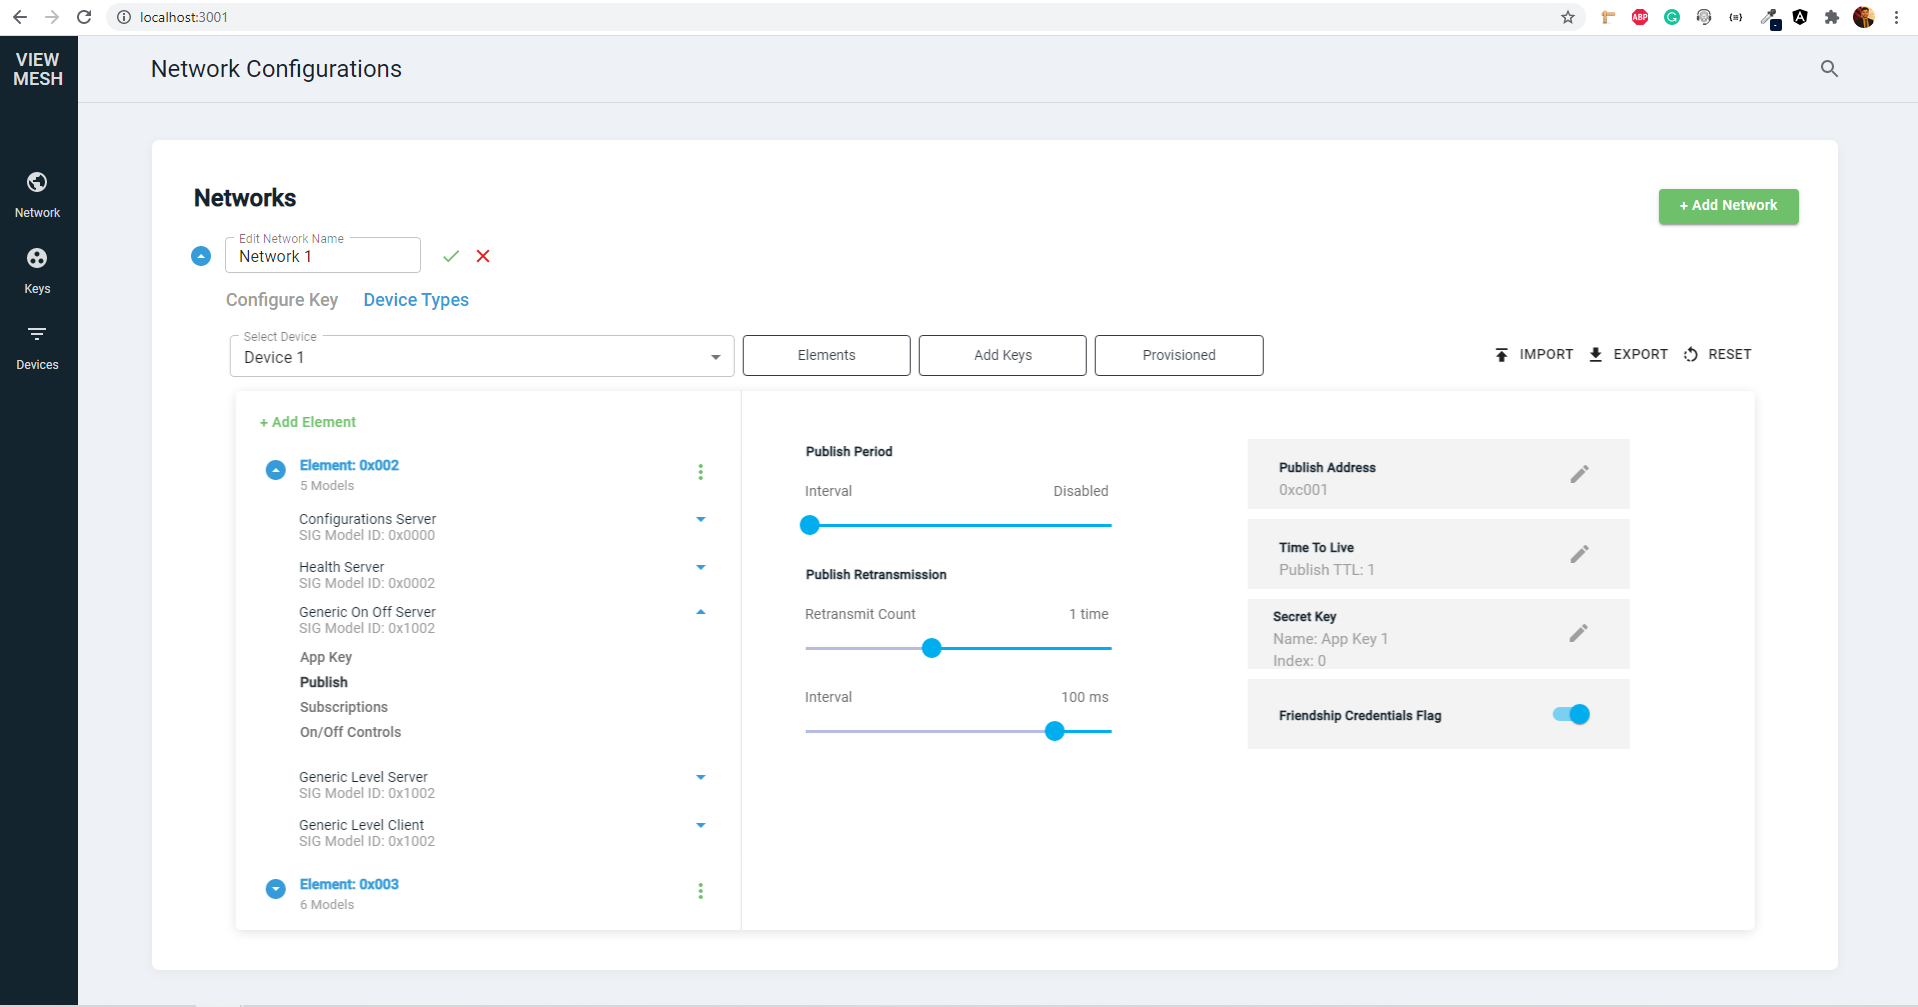 localhost:3001
ABP
VIEW
MESH
Network
Keys
Devices
Network Configurations
Networks
+ Add Network
Edit Network Name
Network 1
Configure Key
Device Types
Select Device
Device 1
Elements
Add Keys
Provisioned
IMPORT
EXPORT
RESET
+ Add Element
Element: 0x002
5 Models
Configurations Server
SIG Model ID: 0x0000
Health Server
SIG Model ID: 0x0002
Generic On Off Server
SIG Model ID: 0x1002
App Key
Publish
Subscriptions
On/Off Controls
Generic Level Server
SIG Model ID: 0x1002
Generic Level Client
SIG Model ID: 0x1002
Element: 0x003
6 Models
Publish Period
Interval
Disabled
Publish Retransmission
Retransmit Count
1 time
Interval
100 ms
Publish Address
0xc001
Time To Live
Publish TTL: 1
Secret Key
Name: App Key 1
Index: 0
Friendship Credentials Flag